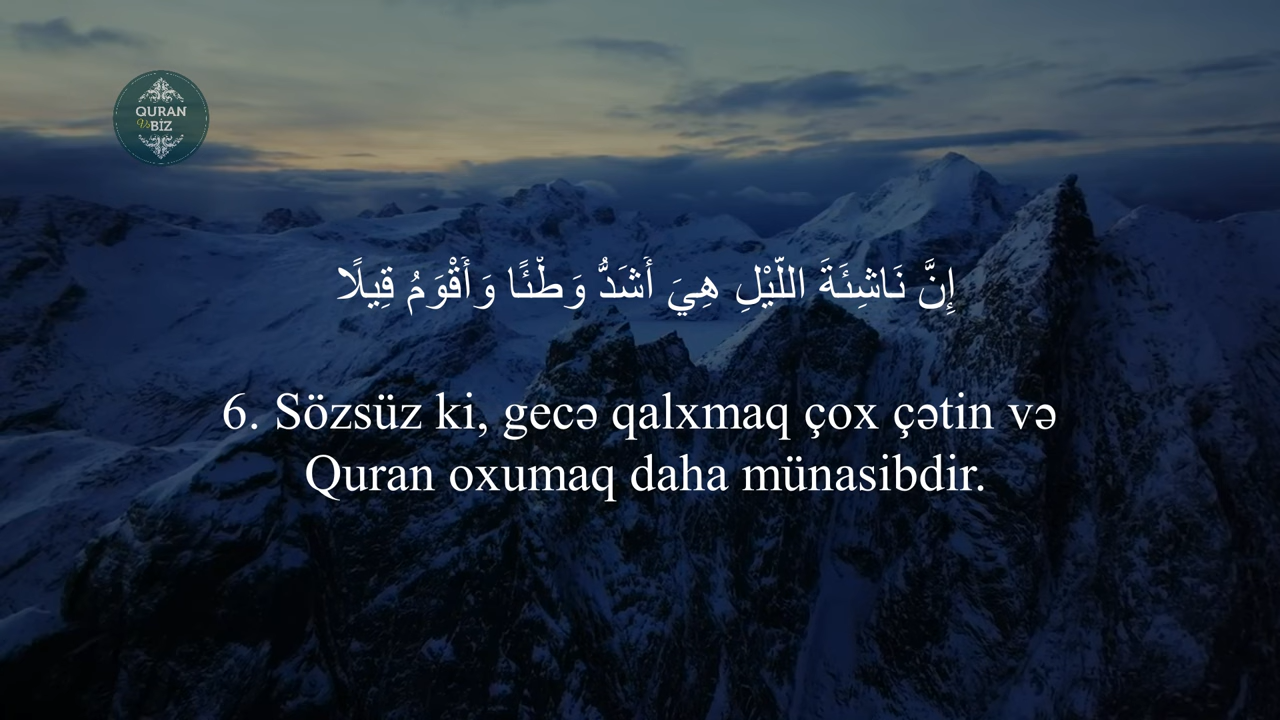 QURAN
Və BİZ
إِنَّ نَاشِئَةَ اللَّيْلِ هِيَ أَشَدُّ وَطْئًا وَأَقْوَمُ قِيلًا
6. Sözsüz ki, gecə qalxmaq çox çətin və
Quran oxumaq daha münasibdir.